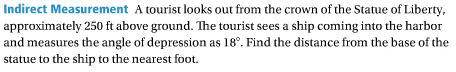 Indirect Measurement A tourist looks out from the crown of the Statue of Liberty,
approximately 250 ft above ground. The tourist sees a ship coming into the harbor
and measures the angle of depression as 18°. Find the distance from the base of the
statue to the ship to the nearest foot.